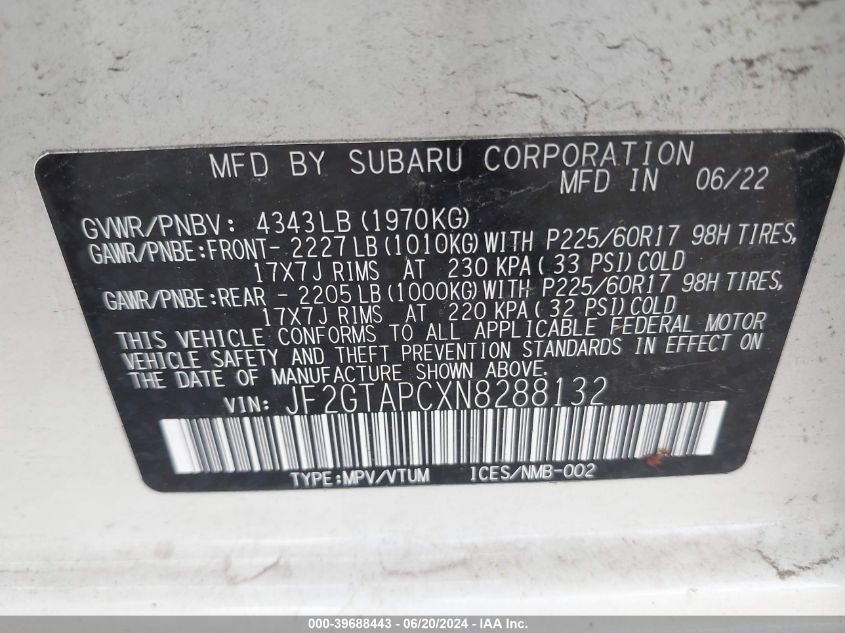 MFD BY SUBARU CORPORATION
MFD IN 06/22
GVWR/PNBV: 4343LB (1970KG)
GAWR/PNBE:FRONT- 2227 LB (1010KG) WITH P225/60R17 98H TIRES,
17X7J RIMS AT 230 KPA ( 33 PSI) COLD
GAWR/PNBE:REAR - 2205 LB (1000KG) WITH P225/60R17 98H TIRES,
17X7J RIMS AT 220 KPA ( 32 PSI) COLD
THIS VEHICLE CONFORMS TO ALL APPLICABLE FEDERAL MOTOR
VEHICLE SAFETY AND THEFT PREVENTION STANDARDS IN EFFECT ON
THE DATE OF MANUFACTURE SHOWN ABOVE.
VIN: JF2GTAPCXN8288132
TYPE:MPV/VTUM ICES/NMB-002
000-39688443 - 06/20/2024 - IAA Inc.